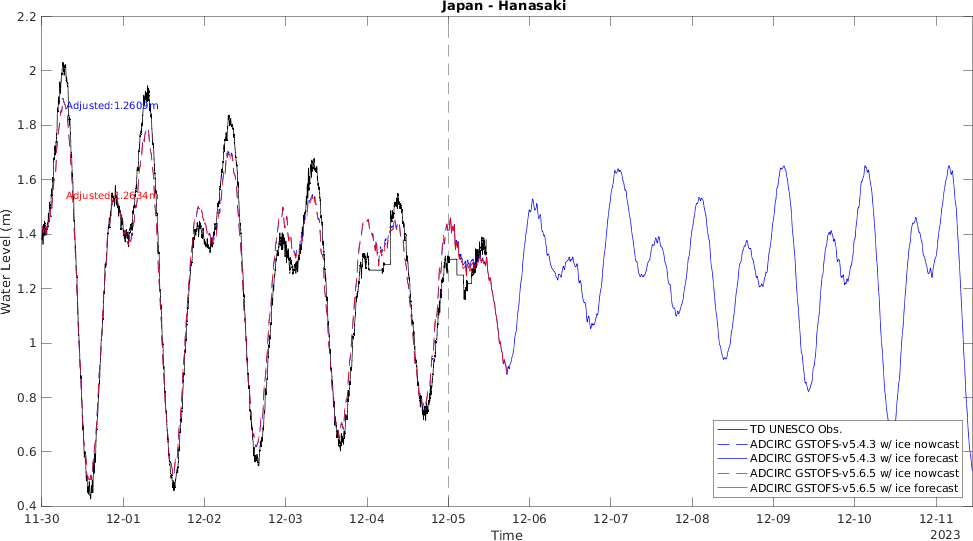 Japan - Hanasaki
2.2
2
1.8
1.6
1.4
1.2
1
0.8
0.6
0.4
Water Level (m)
Adjusted:1.2609m
Adjusted:1.2634m
TD UNESCO Obs.
ADCIRC GSTOFS-v5.4.3 w/ ice nowcast
ADCIRC GSTOFS-v5.4.3 w/ ice forecast
ADCIRC GSTOFS-v5.6.5 w/ ice nowcast
ADCIRC GSTOFS-v5.6.5 w/ ice forecast
11-30 12-01 12-02 12-03 12-04 12-05 12-06 12-07 12-08 12-09 12-10 12-11
2023
Time